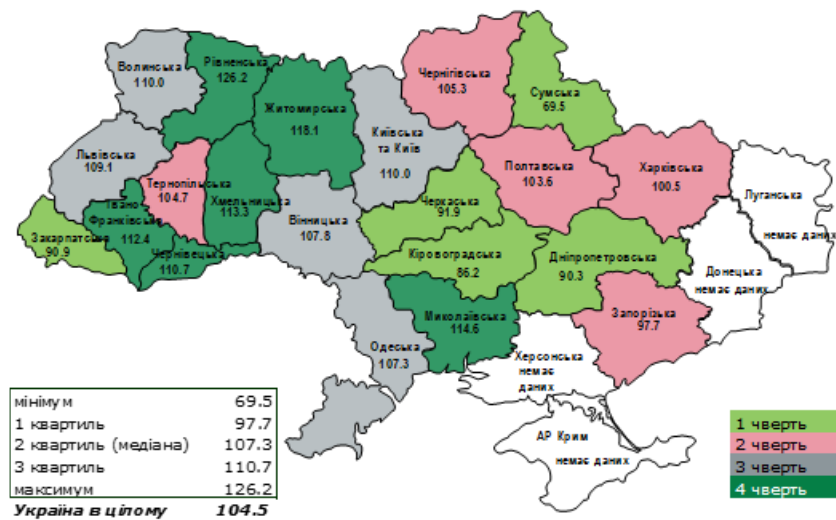 Волинська
110.0
Рівненська
126.2
Житомирська
118.1
Київська
та Київ
110.0
Чернігівська
105.3
Сумська
69.5
Львівська
109.1
Тернопільська
104.7
Хмельницька
113.3
Вінницька
107.8
Черкаська
91.9
Полтавська
103.6
Харківська
100.5
Луганська
немає даних
Закарпатська
90.9
Івано-
Франківська
112.4
Чернівецька
110.7
Кіровоградська
86.2
Дніпропетровська
90.3
Донецька
немає даних
Одеська
107.3
Миколаївська
114.6
Запорізька
97.7
Херсонська
немає
даних
АР Крим
немає даних
мінімум 69.5
1 квартиль 97.7
2 квартиль (медіана) 107.3
3 квартиль 110.7
максимум 126.2
Україна в цілому 104.5
1 чверть
2 чверть
3 чверть
4 чверть